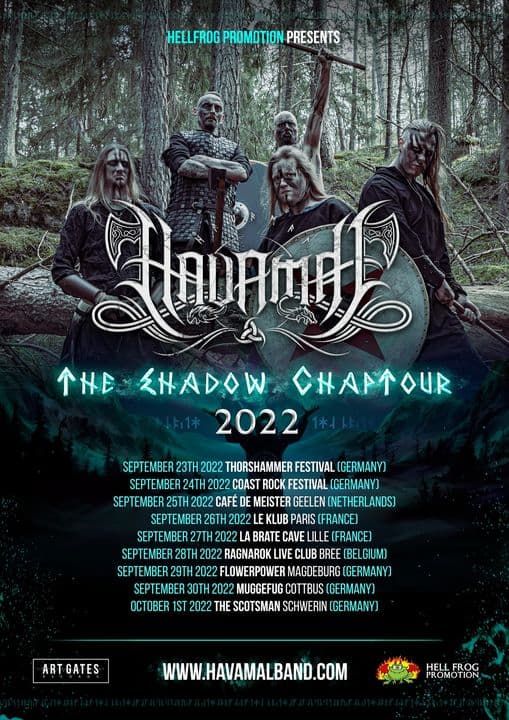 HELLFROG PROMOTION PRESENTS
HAVAMAL
THE SHADOW CHAPTOUR
2022
SEPTEMBER 23TH 2022 THORSHAMMER FESTIVAL (GERMANY)
SEPTEMBER 24TH 2022 COAST ROCK FESTIVAL (GERMANY)
SEPTEMBER 25TH 2022 CAFÉ DE MEISTER GEELEN (NETHERLANDS)
SEPTEMBER 26TH 2022 LE KLUB PARIS (FRANCE)
SEPTEMBER 27TH 2022 LA BRATE CAVE LILLE (FRANCE)
SEPTEMBER 28TH 2022 RAGNAROK LIVE CLUB BREE (BELGIUM)
SEPTEMBER 29TH 2022 FLOWERPOWER MAGDEBURG (GERMANY)
SEPTEMBER 30TH 2022 MUGGEFUG COTTBUS (GERMANY)
OCTOBER 1ST 2022 THE SCOTSMAN SCHWERIN (GERMANY)
ART GATES
RECORDS
WWW.HAVAMALBAND.COM
HELL FROG
PROMOTION